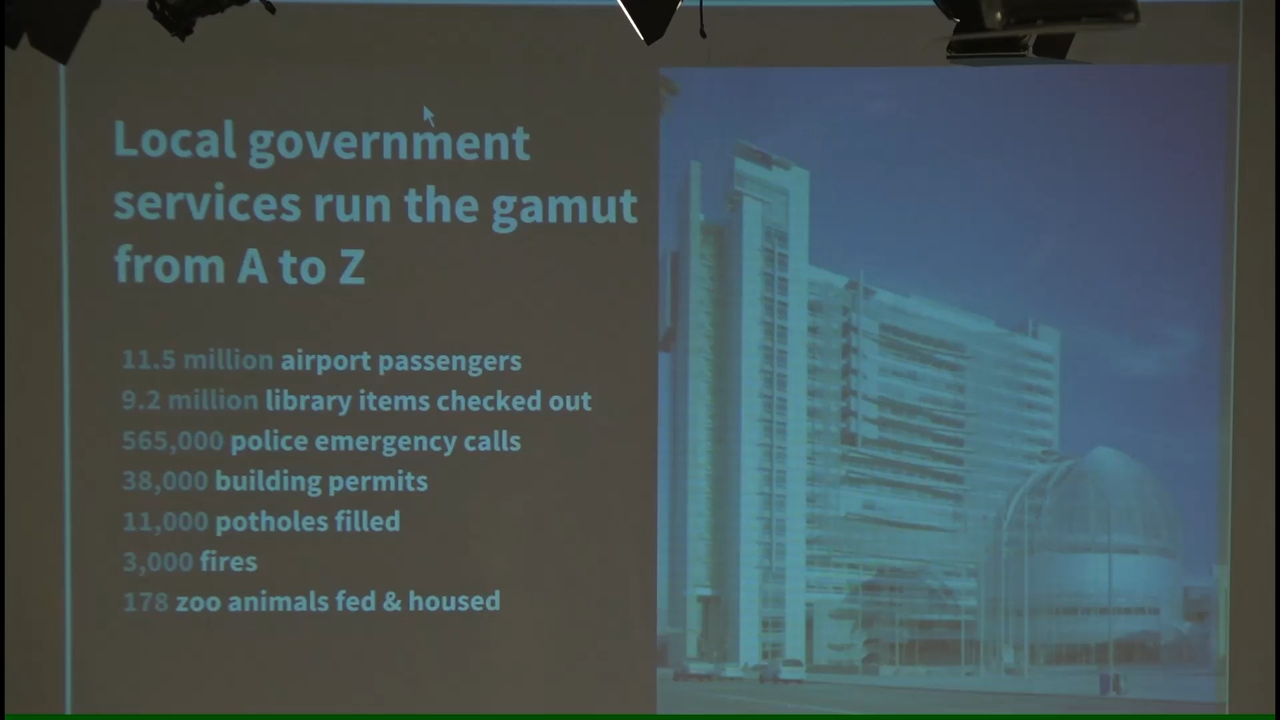 Local government
services run the gamut
from A to Z
11.5 million airport passengers
9.2 million library items checked out
565,000 police emergency calls
38,000 building permits
11,000 potholes filled
3,000 fires
178 zoo animals fed & housed